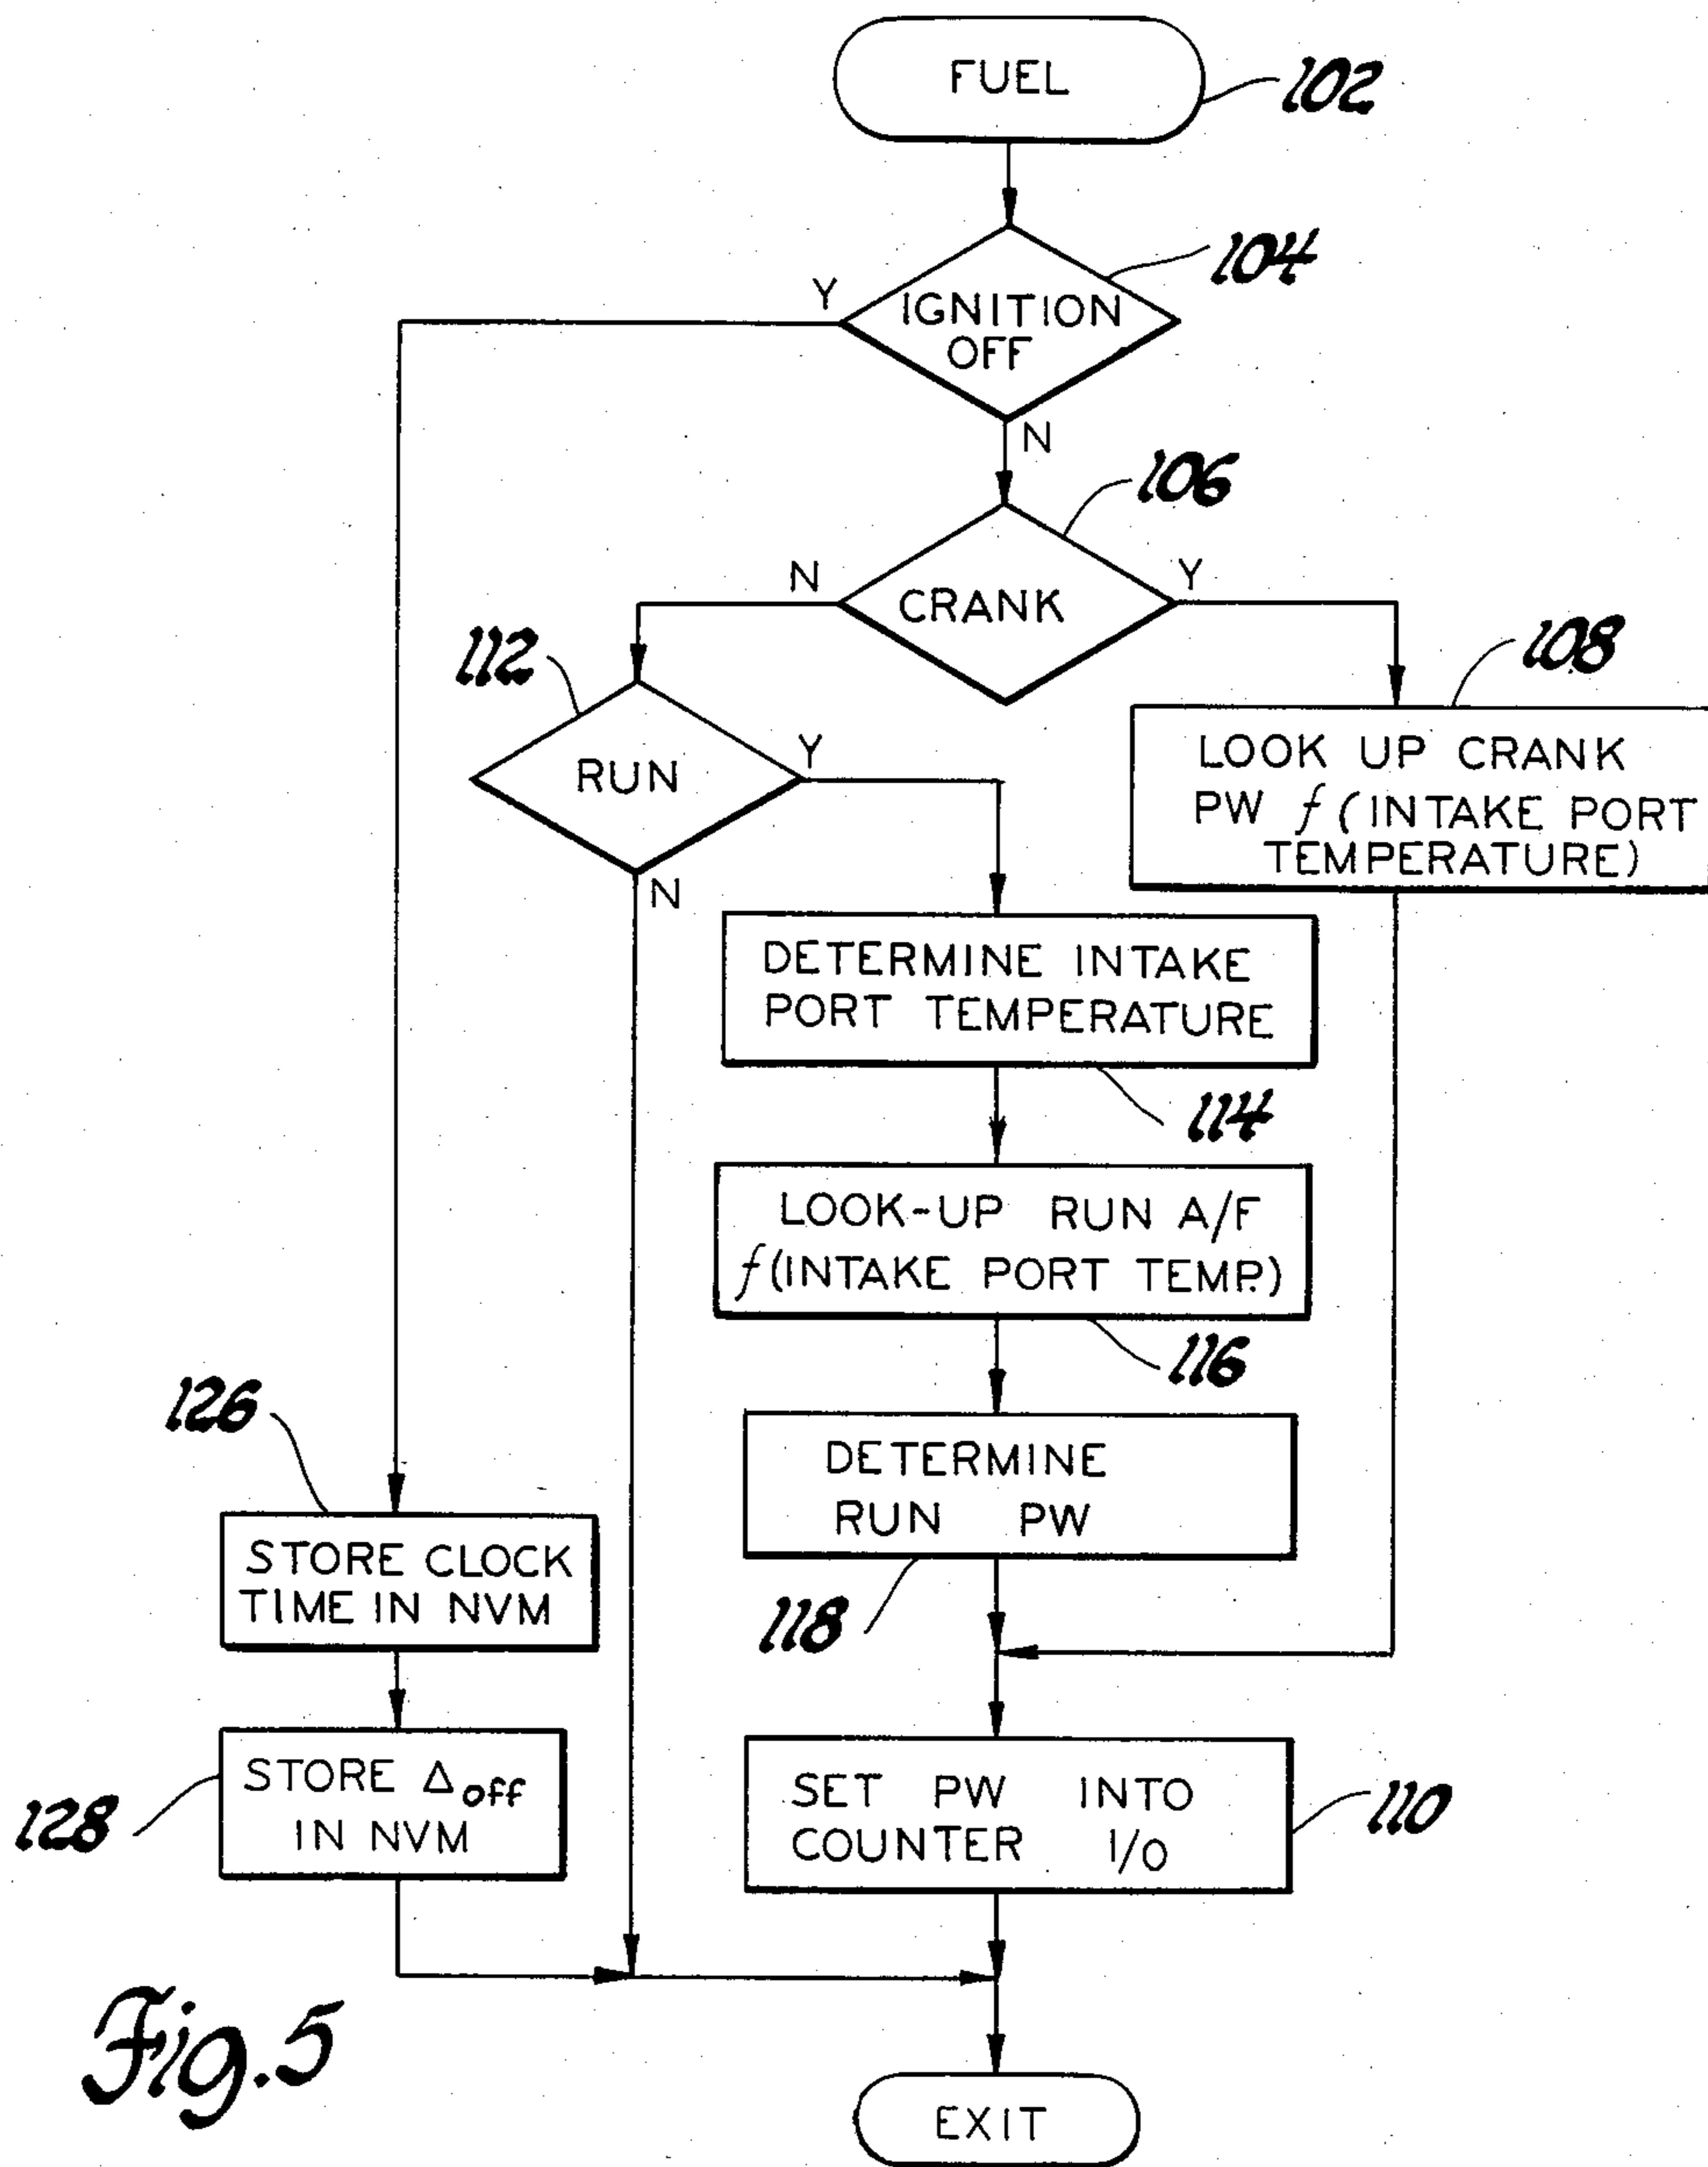 FUEL
102
104
Y
IGNITION
OFF
N
106
N
Y
CRANK
112
108
RUN
Y
LOOK UP CRANK
PW f (INTAKE PORT
TEMPERATURE)
N
DETERMINE INTAKE
PORT TEMPERATURE
114
LOOK-UP RUN A/F
f (INTAKE PORT TEMP.)
116
126
DETERMINE
RUN PW
STORE CLOCK
TIME IN NVM
118
STORE Δoff
IN NVM
128
SET PW INTO
COUNTER I/O
110
Fig. 5
EXIT